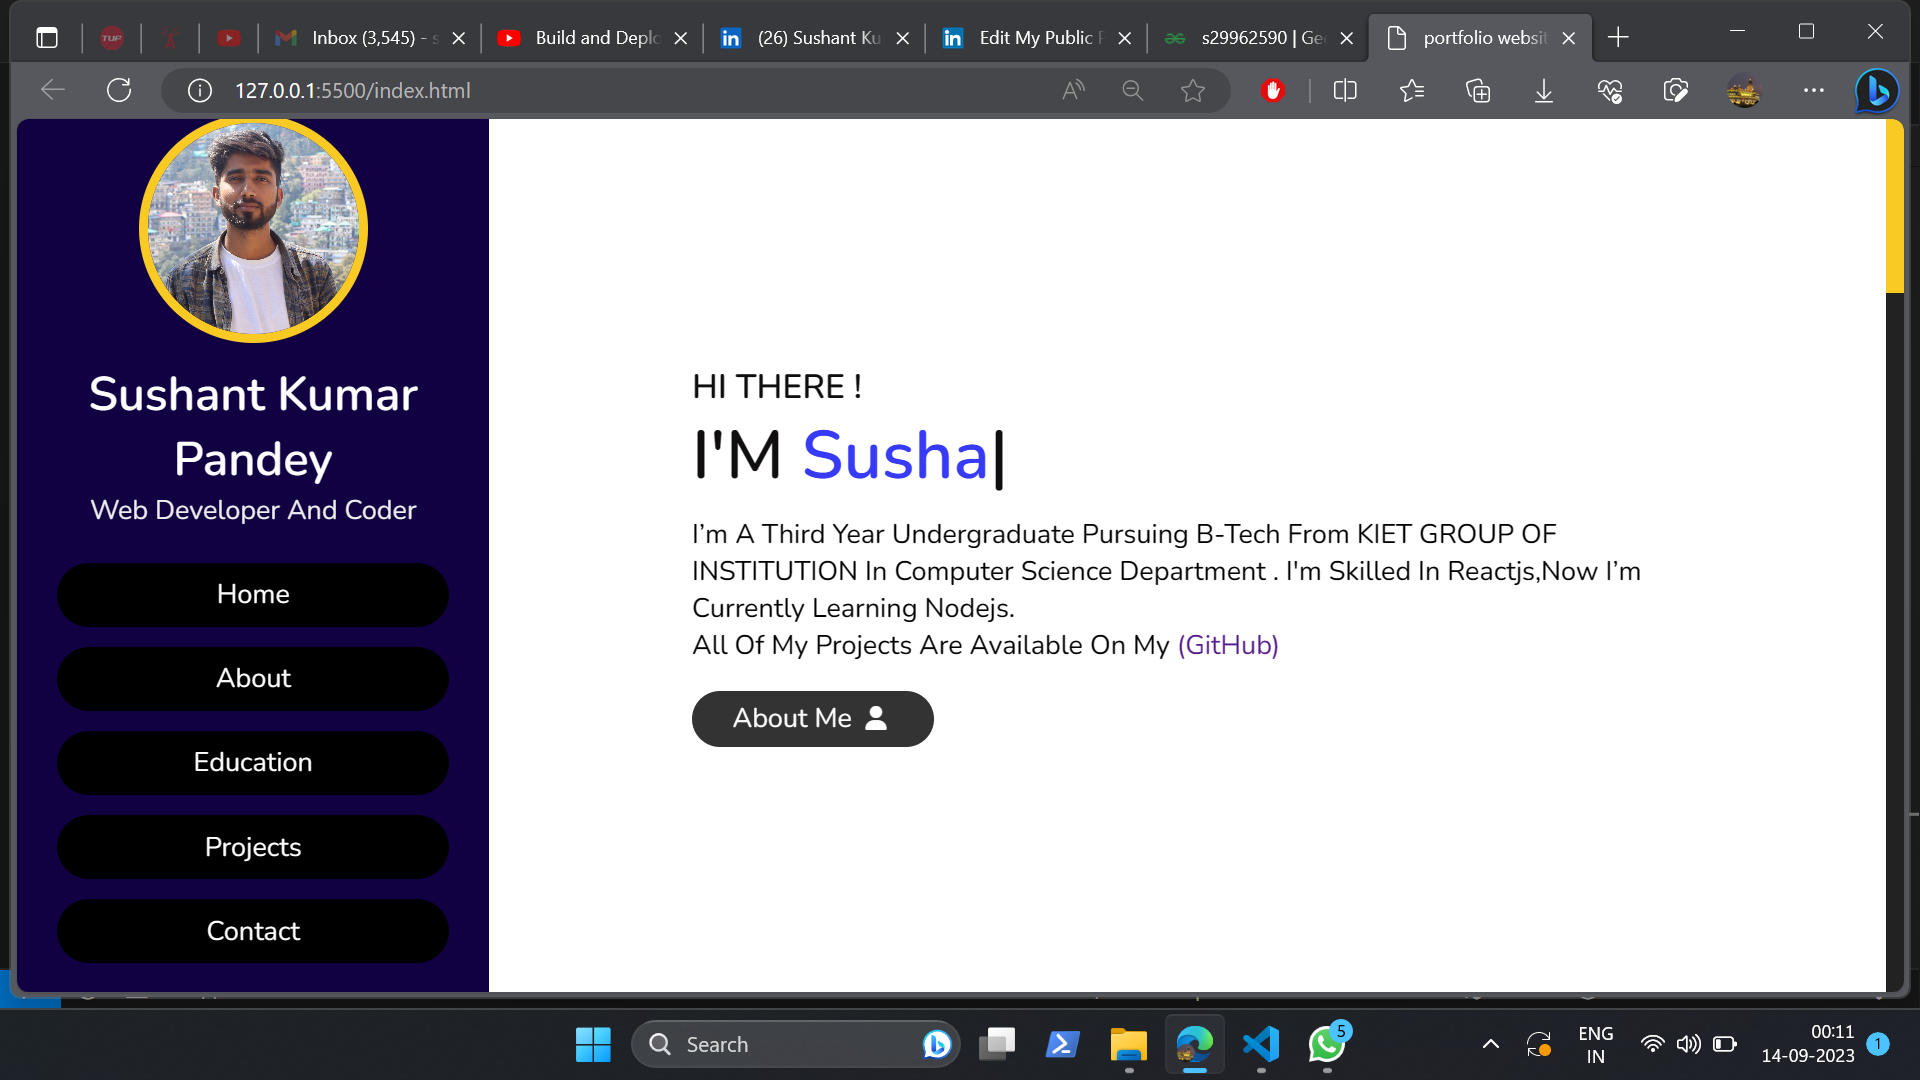 Inbox (3,545) - s
Build and Deplo
(26) Sushant Ku
Edit My Public P
s29962590 | Gee
portfolio websit
127.0.0.1:5500/index.html
Sushant Kumar
Pandey
Web Developer And Coder
Home
About
Education
Projects
Contact
HI THERE !
I'M Susha|
I’m A Third Year Undergraduate Pursuing B-Tech From KIET GROUP OF
INSTITUTION In Computer Science Department . I'm Skilled In Reactjs,Now I’m
Currently Learning Nodejs.
All Of My Projects Are Available On My (GitHub)
About Me
Search
5
ENG
IN
00:11
14-09-2023
1